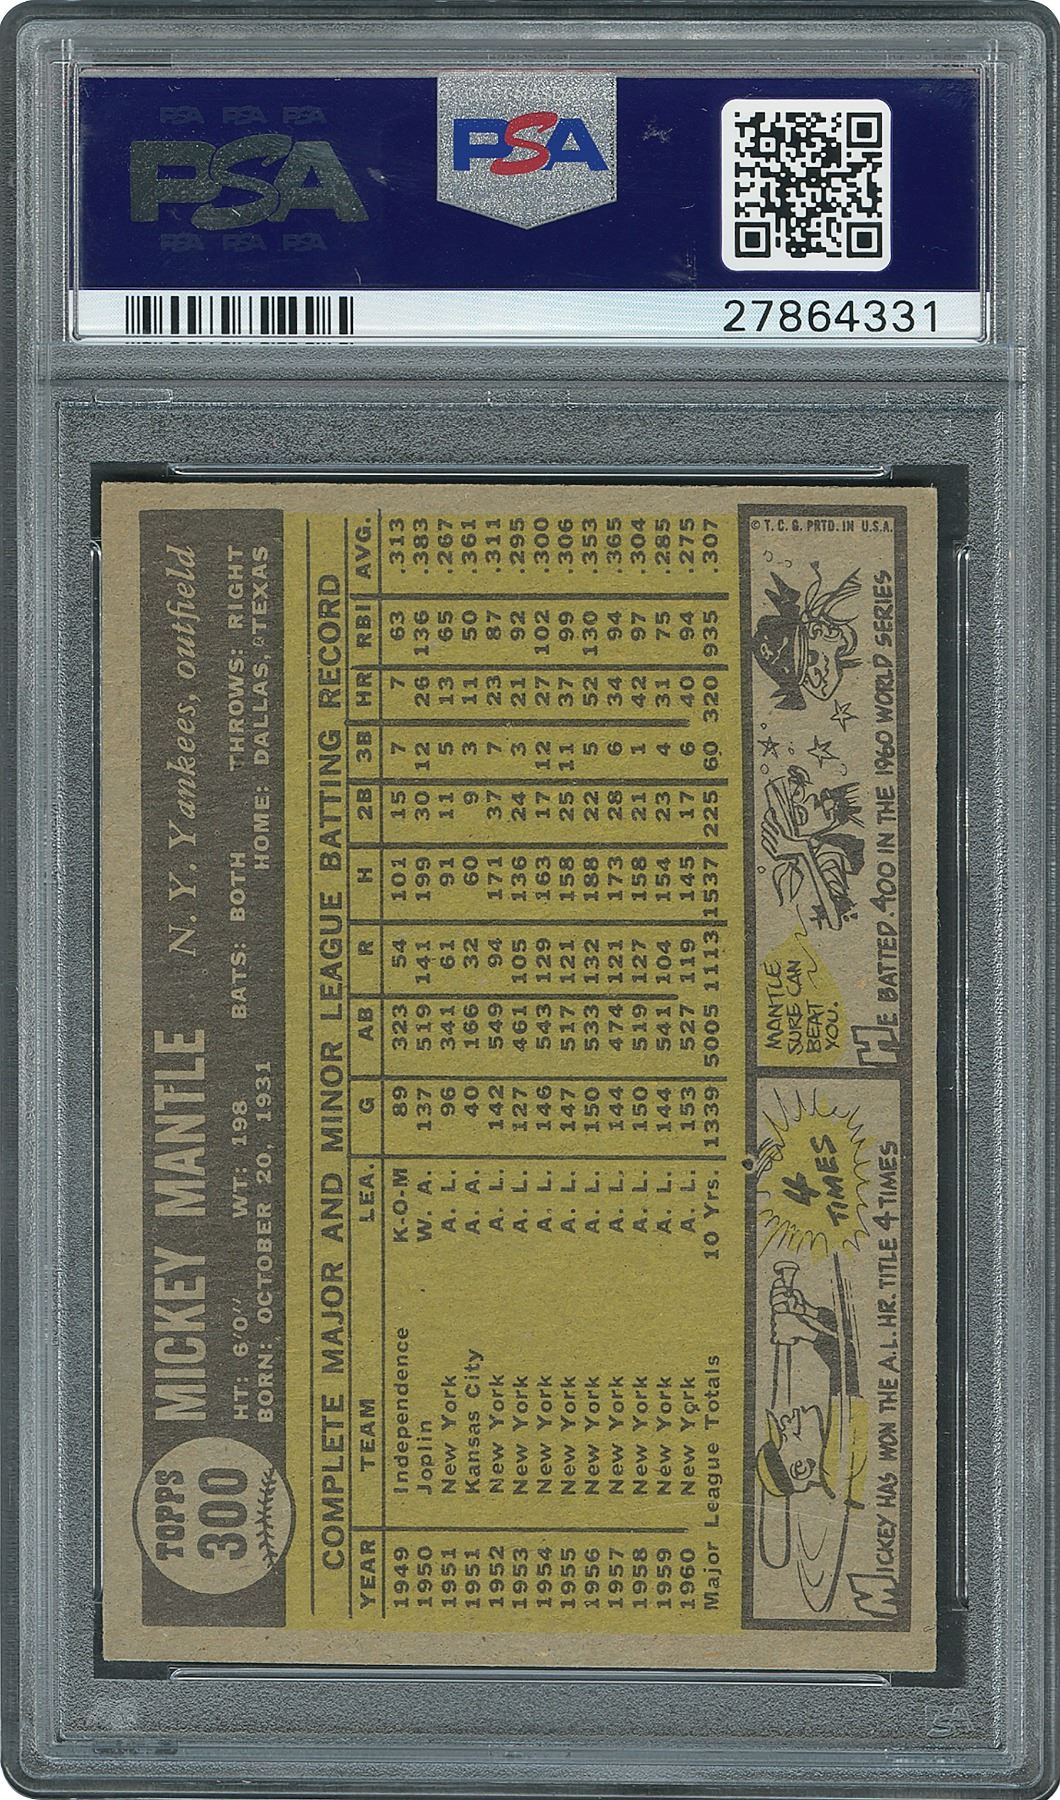 PSA PSA PSA
PSA
PSA PSA PSA
PSA
27864331
TOPPS
300
MICKEY MANTLE N. Y. Yankees, outfield
HT: 6'0" WT: 198 BATS: BOTH THROWS: RIGHT
BORN: OCTOBER 20, 1931 HOME: DALLAS, TEXAS
COMPLETE MAJOR AND MINOR LEAGUE BATTING RECORD
YEAR TEAM LEA. G AB R H 2B 3B HR RBI AVG.
1949 Independence K-O-M 89 323 54 101 15 7 7 63 .313
1950 Joplin W. A. 137 519 141 199 30 12 26 136 .383
1951 New York A. L. 96 341 61 91 11 5 13 65 .267
1951 Kansas City A. A. 40 166 32 60 9 3 11 50 .361
1952 New York A. L. 142 549 94 171 37 7 23 87 .311
1953 New York A. L. 127 461 105 136 24 3 21 92 .295
1954 New York A. L. 146 543 129 163 17 12 27 102 .300
1955 New York A. L. 147 517 121 158 25 11 37 99 .306
1956 New York A. L. 150 533 132 188 22 5 52 130 .353
1957 New York A. L. 144 474 121 173 28 6 34 94 .365
1958 New York A. L. 150 519 127 158 21 1 42 97 .304
1959 New York A. L. 144 541 104 154 23 4 31 75 .285
1960 New York A. L. 153 527 119 145 17 6 40 94 .275
Major League Totals 10 Yrs. 1339 5005 1113 1537 225 60 320 935 .307
4
TIMES
MICKEY HAS WON THE A.L. HR. TITLE 4 TIMES
MANTLE
SURE CAN
BEAT
YOU.
HE BATTED .400 IN THE 1960 WORLD SERIES
© T. C. G. PRTD. IN U.S.A.
PSA